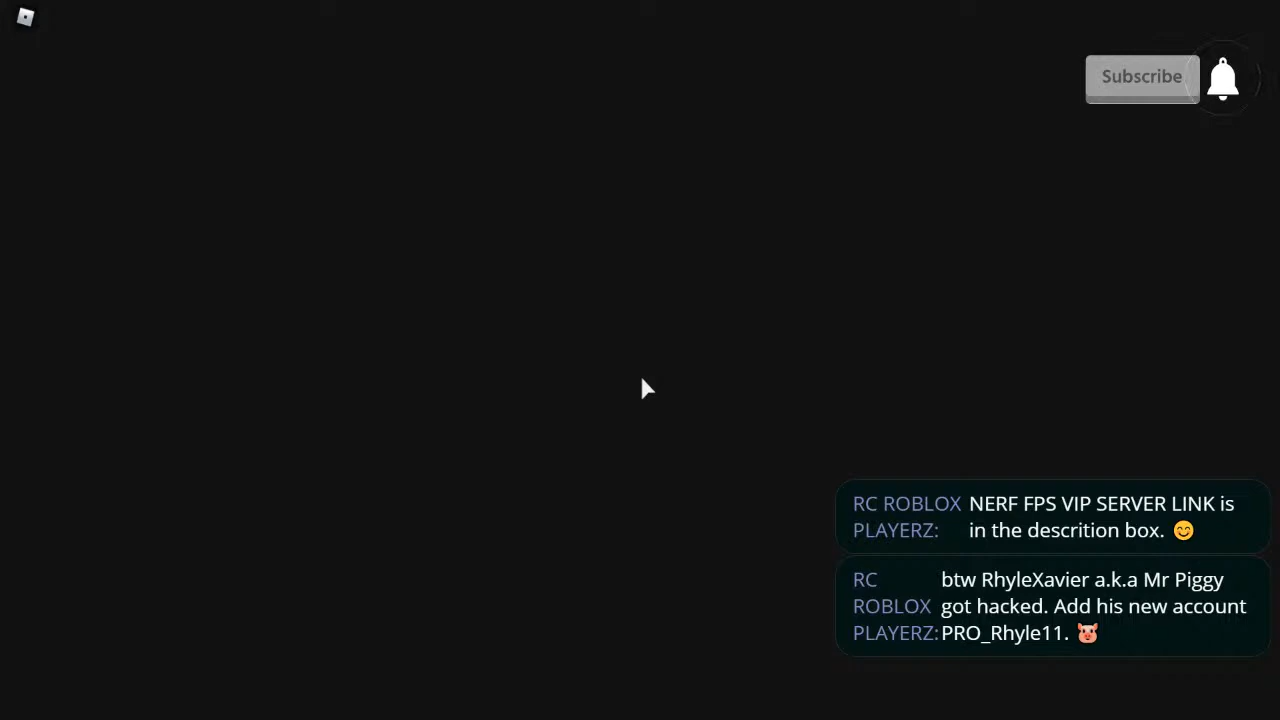 Subscribe
RC ROBLOX NERF FPS VIP SERVER LINK is
PLAYERZ: in the descrition box. 😊
RC btw RhyleXavier a.k.a Mr Piggy
ROBLOX got hacked. Add his new account
PLAYERZ: PRO_Rhyle11. 🐷